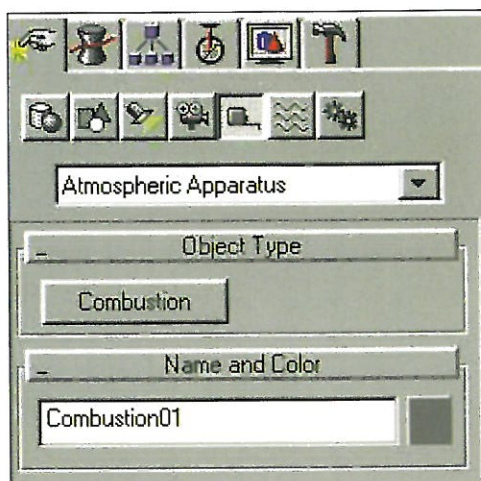 Atmospheric Apparatus
Object Type
Combustion
Name and Color
Combustion01